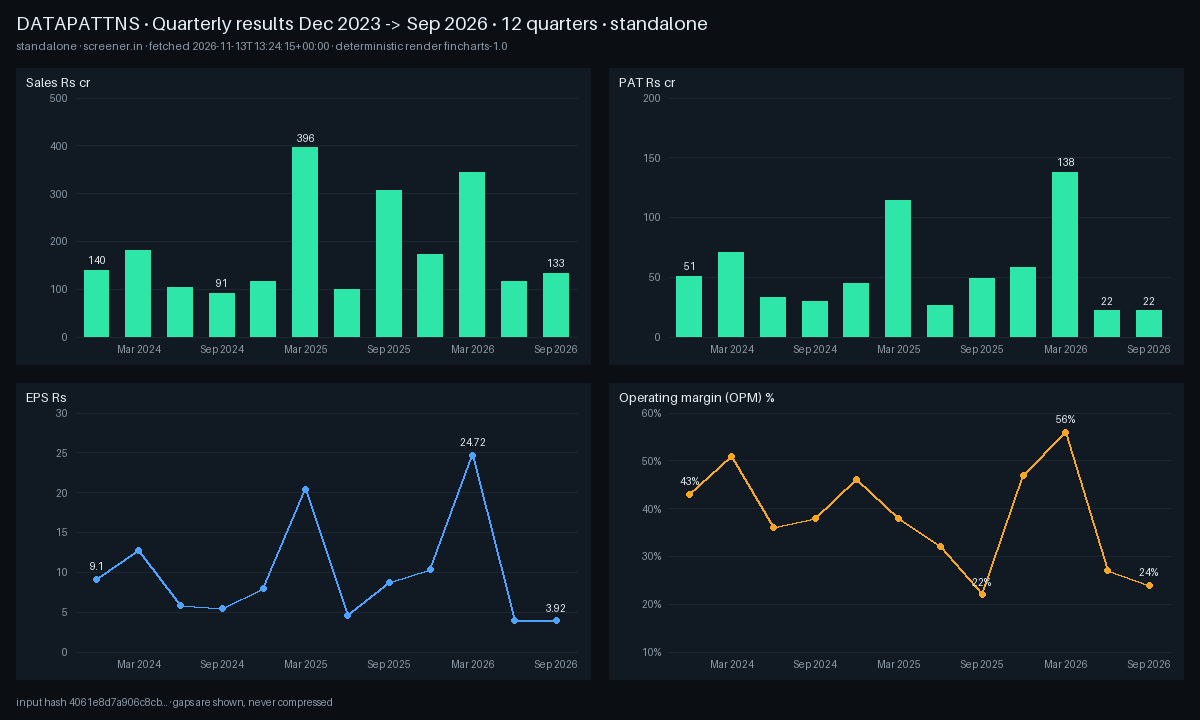 DATAPATTNS · Quarterly results Dec 2023 -> Sep 2026 · 12 quarters · standalone
standalone · screener.in · fetched 2026-11-13T13:24:15+00:00 · deterministic render fincharts-1.0
Sales Rs cr
500
400
300
200
100
0
140
91
396
133
Mar 2024
Sep 2024
Mar 2025
Sep 2025
Mar 2026
Sep 2026
PAT Rs cr
200
150
100
50
0
51
138
22
22
Mar 2024
Sep 2024
Mar 2025
Sep 2025
Mar 2026
Sep 2026
EPS Rs
30
25
20
15
10
5
0
9.1
24.72
3.92
Mar 2024
Sep 2024
Mar 2025
Sep 2025
Mar 2026
Sep 2026
Operating margin (OPM) %
60%
50%
40%
30%
20%
10%
43%
22%
56%
24%
Mar 2024
Sep 2024
Mar 2025
Sep 2025
Mar 2026
Sep 2026
input hash 4061e8d7a906c8cb… · gaps are shown, never compressed